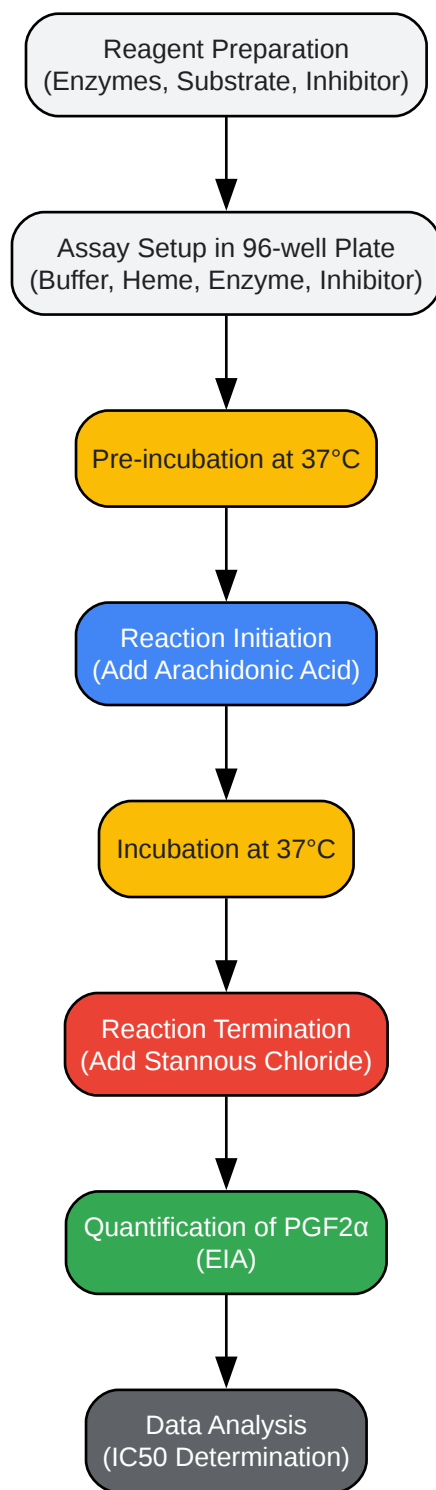 Reagent Preparation
(Enzymes, Substrate, Inhibitor)
Assay Setup in 96-well Plate
(Buffer, Heme, Enzyme, Inhibitor)
Pre-incubation at 37°C
Reaction Initiation
(Add Arachidonic Acid)
Incubation at 37°C
Reaction Termination
(Add Stannous Chloride)
Quantification of PGF2α
(EIA)
Data Analysis
(IC50 Determination)